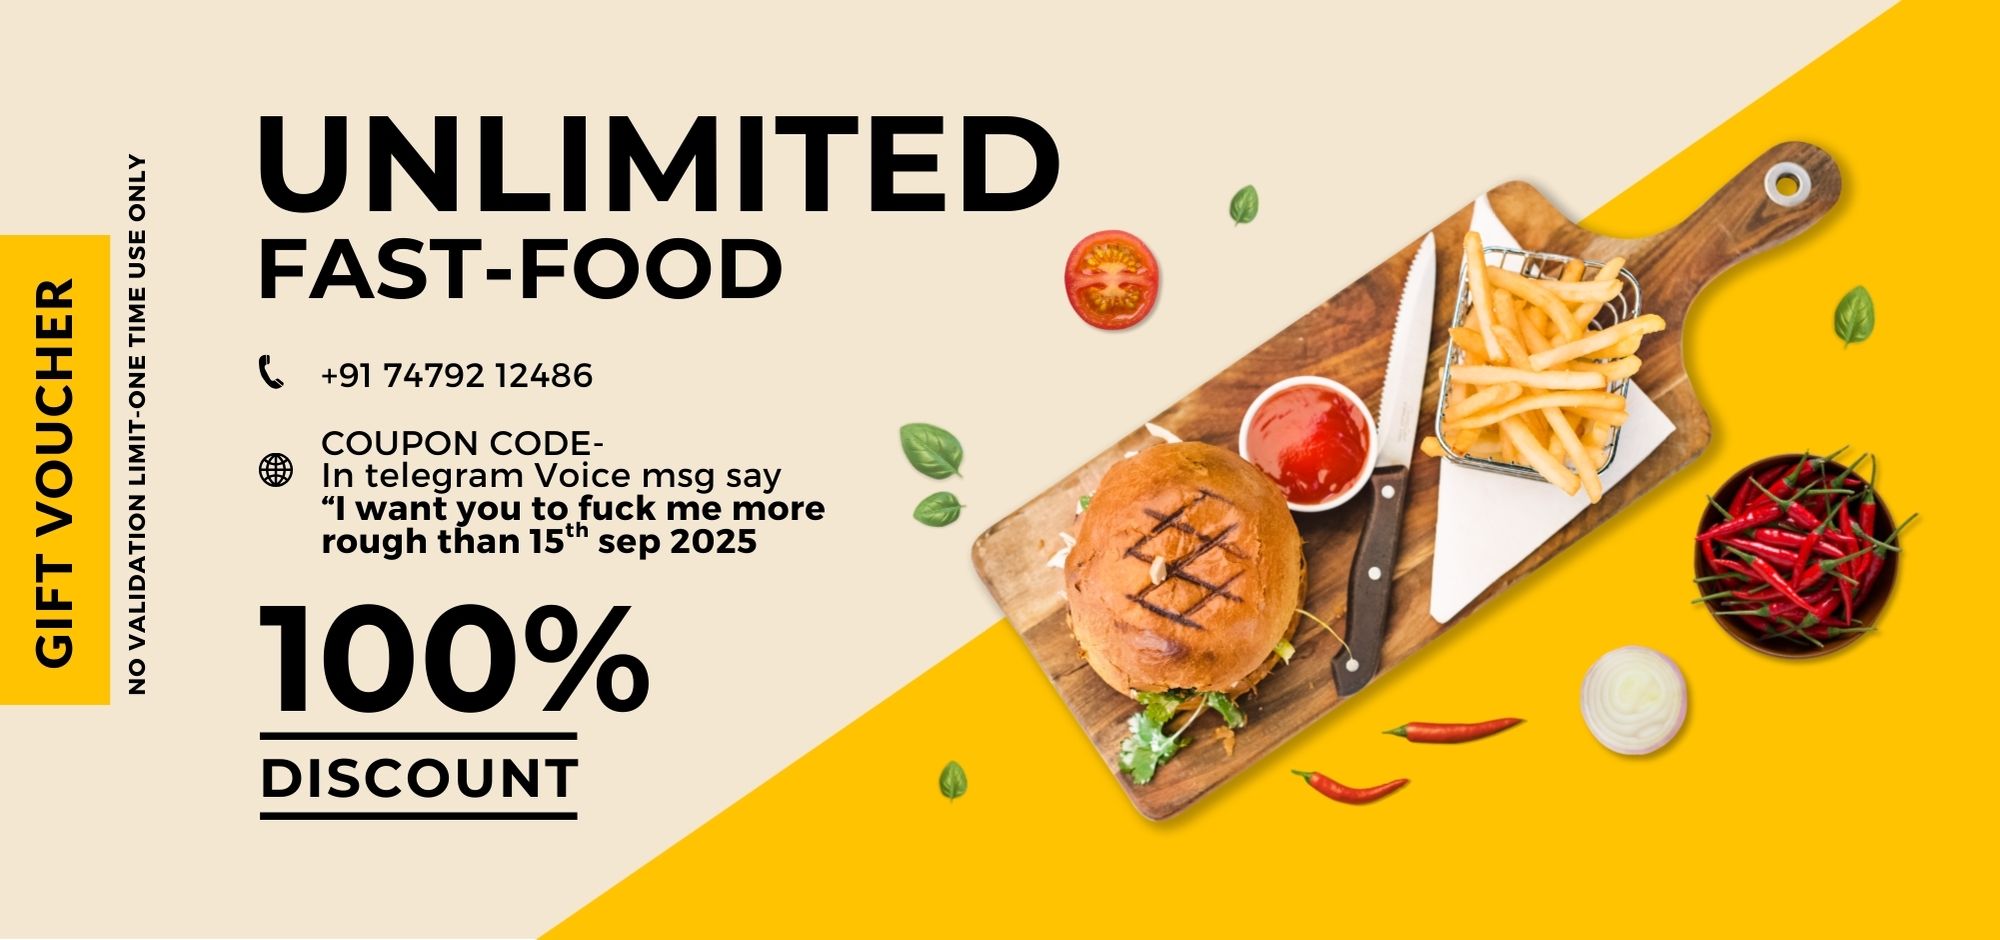 GIFT VOUCHER
NO VALIDATION LIMIT-ONE TIME USE ONLY
UNLIMITED
FAST-FOOD
+91 74792 12486
COUPON CODE-
In telegram Voice msg say
“I want you to fuck me more
rough than 15th sep 2025
100%
DISCOUNT